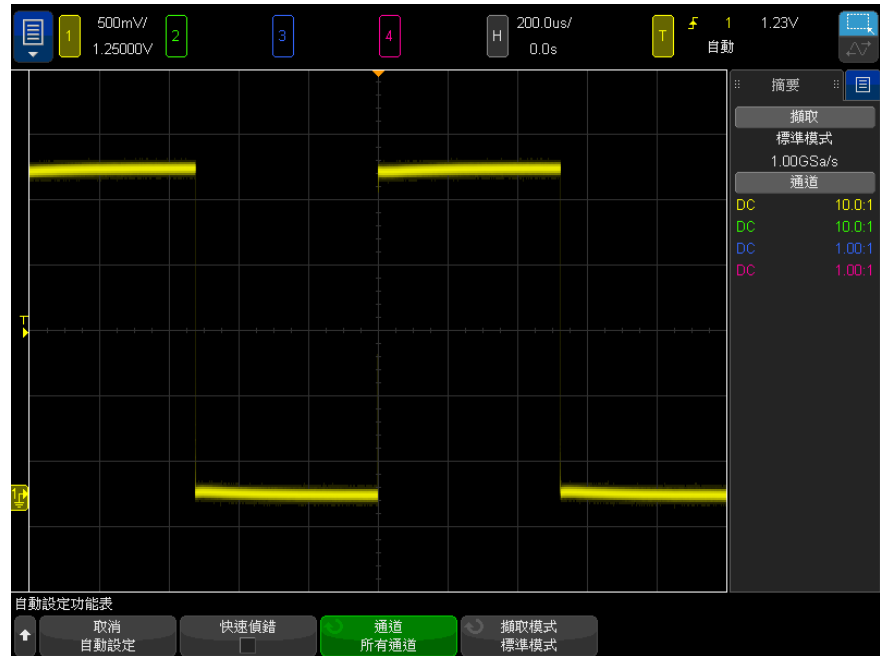 1
500mV/
1.25000V
2
3
4
H
200.0us/
0.0s
T
1
1.23V
自動
摘要
擷取
標準模式
1.00GSa/s
通道
DC 10.0:1
DC 10.0:1
DC 1.00:1
DC 1.00:1
T
1
自動設定功能表
取消
自動設定
快速偵錯
通道
所有通道
擷取模式
標準模式